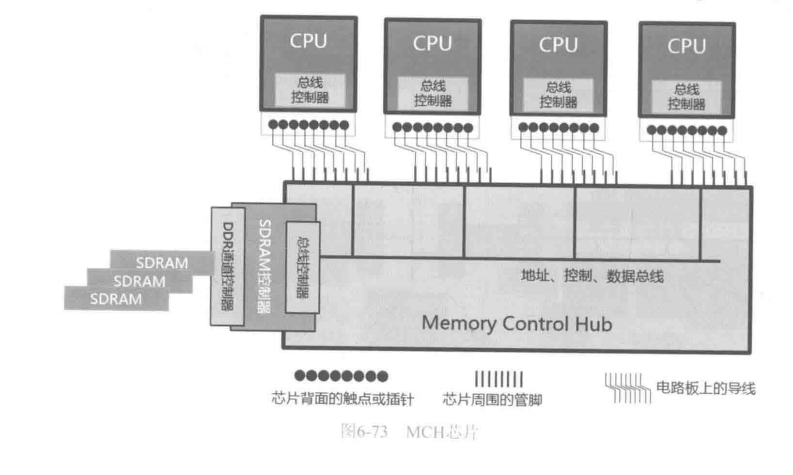 CPU
总线
控制器
CPU
总线
控制器
CPU
总线
控制器
CPU
总线
控制器
DDR通道控制器
SDRAM控制器
总线控制器
SDRAM
SDRAM
SDRAM
地址、控制、数据总线
Memory Control Hub
芯片背面的触点或插针
芯片周围的管脚
电路板上的导线
图6-73 MCH芯片